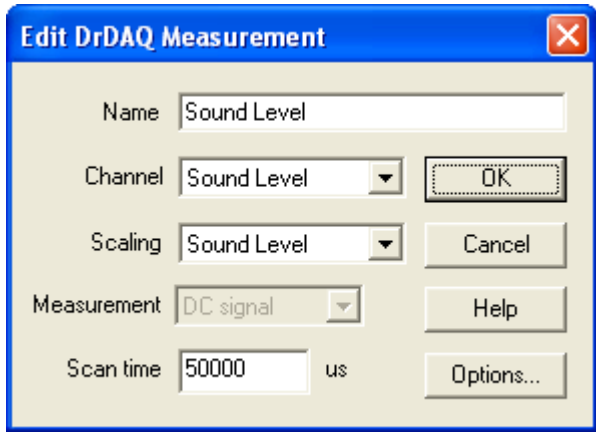 Edit DrDAQ Measurement
Name Sound Level
Channel Sound Level OK
Scaling Sound Level Cancel
Measurement DC signal Help
Scan time 50000 us Options...